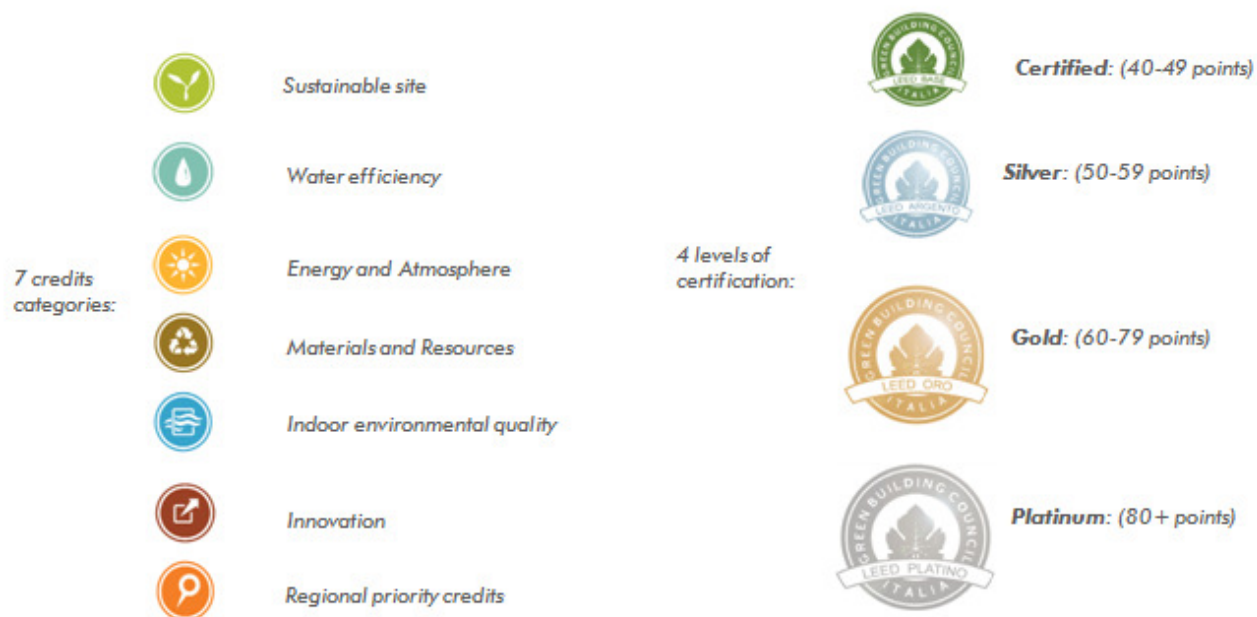 7 credits
categories:
Sustainable site
Water efficiency
Energy and Atmosphere
Materials and Resources
Indoor environmental quality
Innovation
Regional priority credits
4 levels of
certification:
GREEN BUILDING COUNCIL
LEED BASE
ITALIA
Certified: (40-49 points)
GREEN BUILDING COUNCIL
LEED ARGENTO
ITALIA
Silver: (50-59 points)
GREEN BUILDING COUNCIL
LEED ORO
ITALIA
Gold: (60-79 points)
GREEN BUILDING COUNCIL
LEED PLATINO
ITALIA
Platinum: (80+ points)